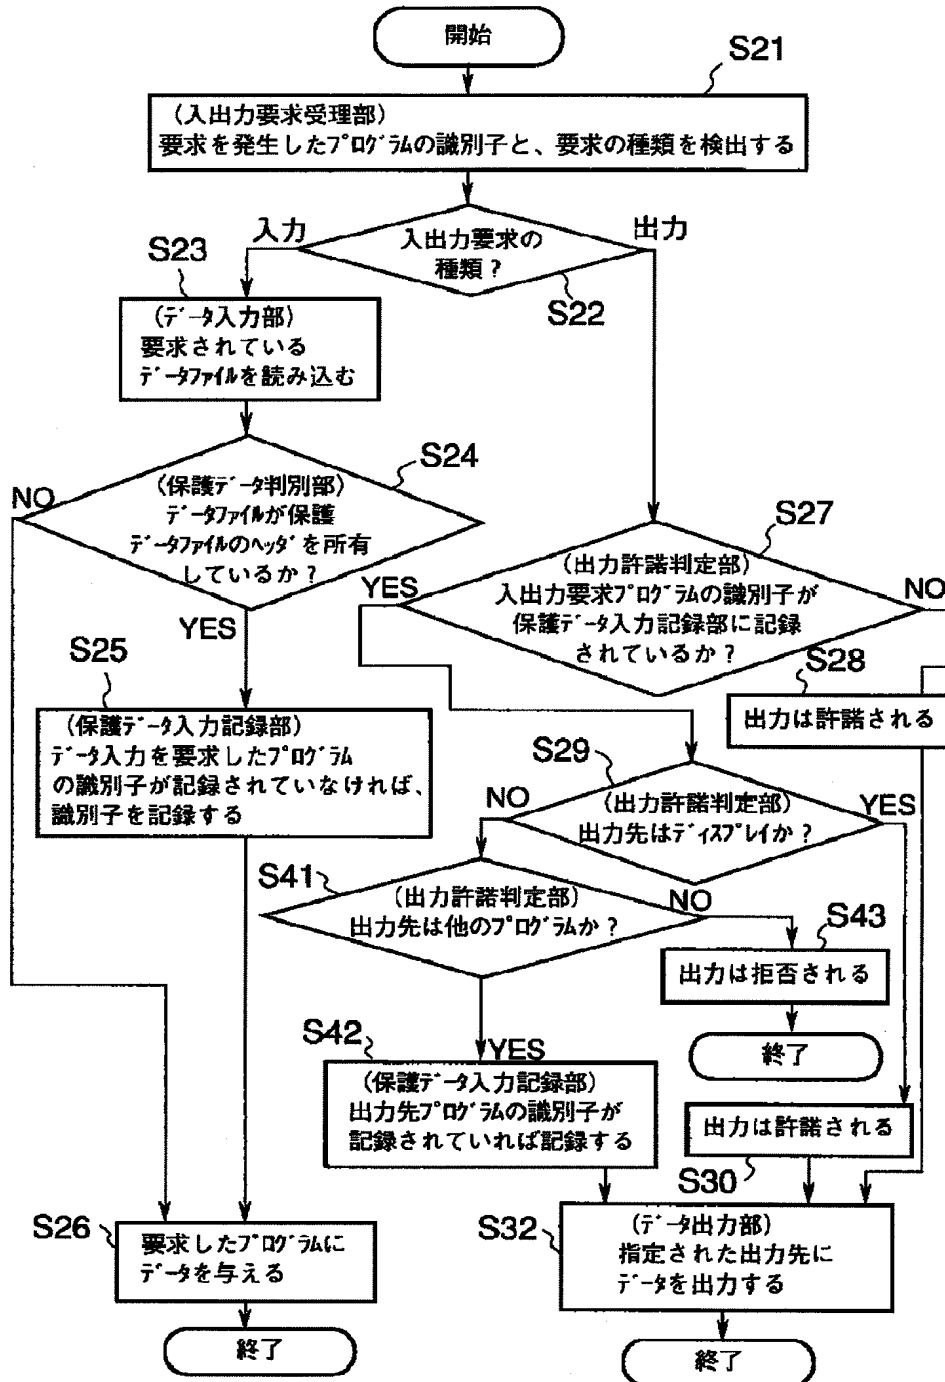 開始
S21
(入出力要求受理部)
要求を発生したプログラムの識別子と、要求の種類を検出する
入力
出力
入出力要求の
種類?
S22
S23
(データ入力部)
要求されている
データファイルを読み込む
S24
NO
(保護データ判別部)
データファイルが保護
データファイルのヘッダを所有
しているか?
YES
S27
(出力許諾判定部)
YES
NO
入出力要求プログラムの識別子が
保護データ入力記録部に記録
されているか?
S28
出力は許諾される
S25
(保護データ入力記録部)
データ入力を要求したプログラム
の識別子が記録されていなければ、
識別子を記録する
S29
NO
YES
(出力許諾判定部)
出力先はディスプレイか?
S41
(出力許諾判定部)
出力先は他のプログラムか?
NO
S43
出力は拒否される
終了
S42
YES
(保護データ入力記録部)
出力先プログラムの識別子が
記録されていれば記録する
出力は許諾される
S30
S26
要求したプログラムに
データを与える
終了
S32
(データ出力部)
指定された出力先に
データを出力する
終了